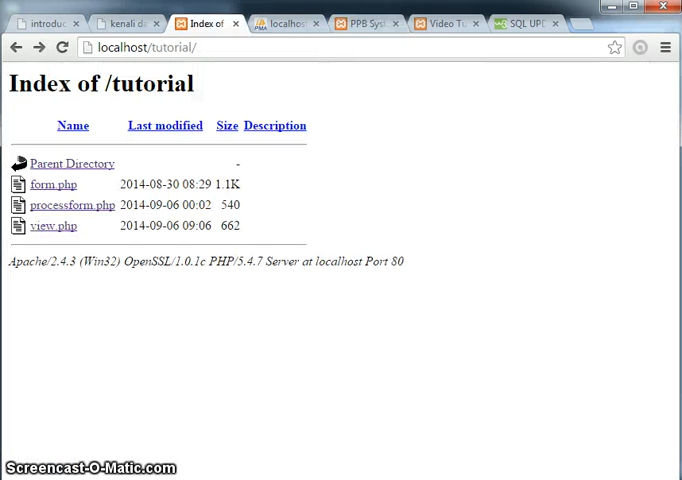 introduc
kenali da
Index of
localhost
PPB Sys
Video Tu
SQL UPD
localhost/tutorial/
Index of /tutorial
Name Last modified Size Description
Parent Directory -
form.php 2014-08-30 08:29 1.1K
processform.php 2014-09-06 00:02 540
view.php 2014-09-06 09:06 662
Apache/2.4.3 (Win32) OpenSSL/1.0.1c PHP/5.4.7 Server at localhost Port 80
Screencast-O-Matic.com